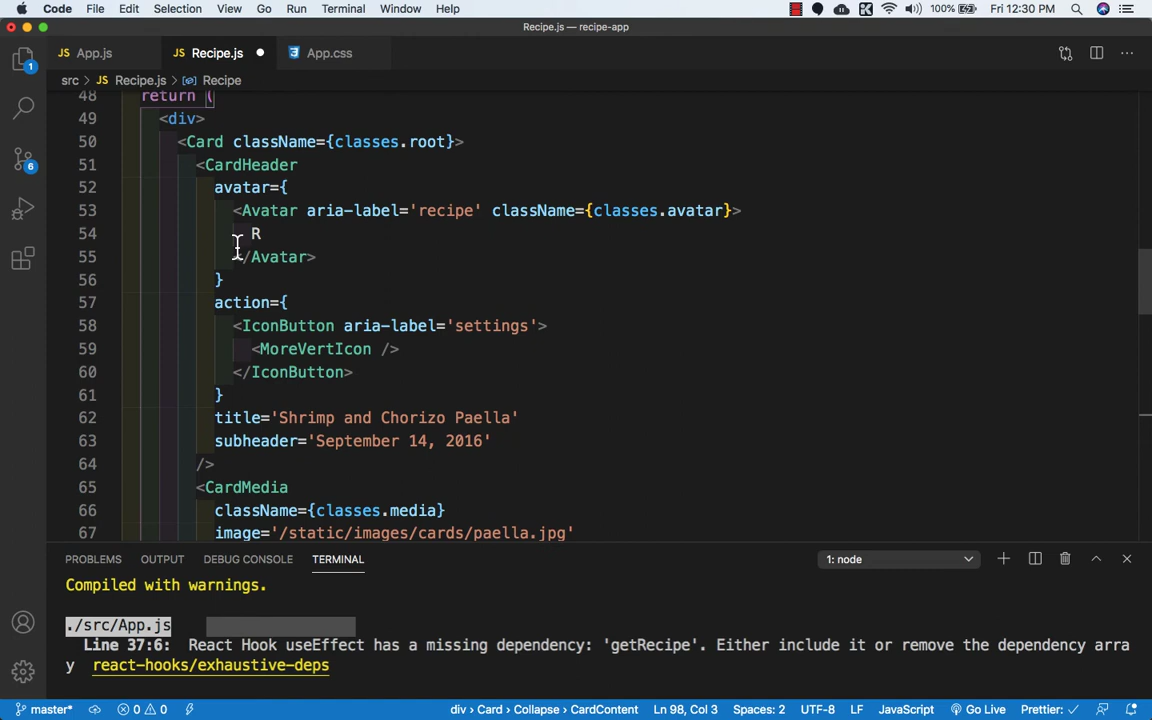 Code File Edit Selection View Go Run Terminal Window Help 100% Fri 12:30 PM
Recipe.js — recipe-app
JS App.js JS Recipe.js App.css
1
src > JS Recipe.js > Recipe
48 return (
49 <div>
50 <Card className={classes.root}>
51 <CardHeader
52 avatar={
53 <Avatar aria-label='recipe' className={classes.avatar}>
54 R
55 </Avatar>
56 }
57 action={
58 <IconButton aria-label='settings'>
59 <MoreVertIcon />
60 </IconButton>
61 }
62 title='Shrimp and Chorizo Paella'
63 subheader='September 14, 2016'
64 />
65 <CardMedia
66 className={classes.media}
67 image='/static/images/cards/paella.jpg'
6
PROBLEMS OUTPUT DEBUG CONSOLE TERMINAL 1: node
Compiled with warnings.
./src/App.js
Line 37:6: React Hook useEffect has a missing dependency: 'getRecipe'. Either include it or remove the dependency arra
y react-hooks/exhaustive-deps
master* 0 0 div > Card > Collapse > CardContent Ln 98, Col 3 Spaces: 2 UTF-8 LF JavaScript Go Live Prettier: ✓